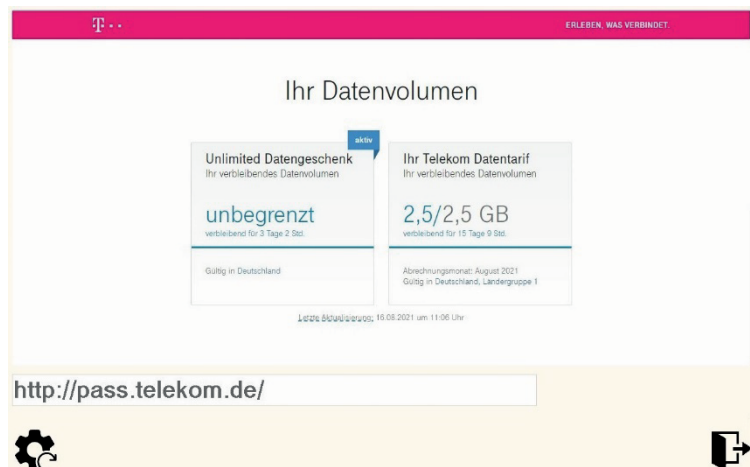 T
ERLEBEN, WAS VERBINDET.
Ihr Datenvolumen
aktiv
Unlimited Datengeschenk
Ihr verbleibendes Datenvolumen
unbegrenzt
verbleibend für 3 Tage 2 Std.
Gültig in Deutschland
Ihr Telekom Datentarif
Ihr verbleibendes Datenvolumen
2,5/2,5 GB
verbleibend für 15 Tage 9 Std.
Abrechnungsmonat: August 2021
Gültig in Deutschland, Ländergruppe 1
Letzte Aktualisierung: 16.08.2021 um 11:06 Uhr
http://pass.telekom.de/